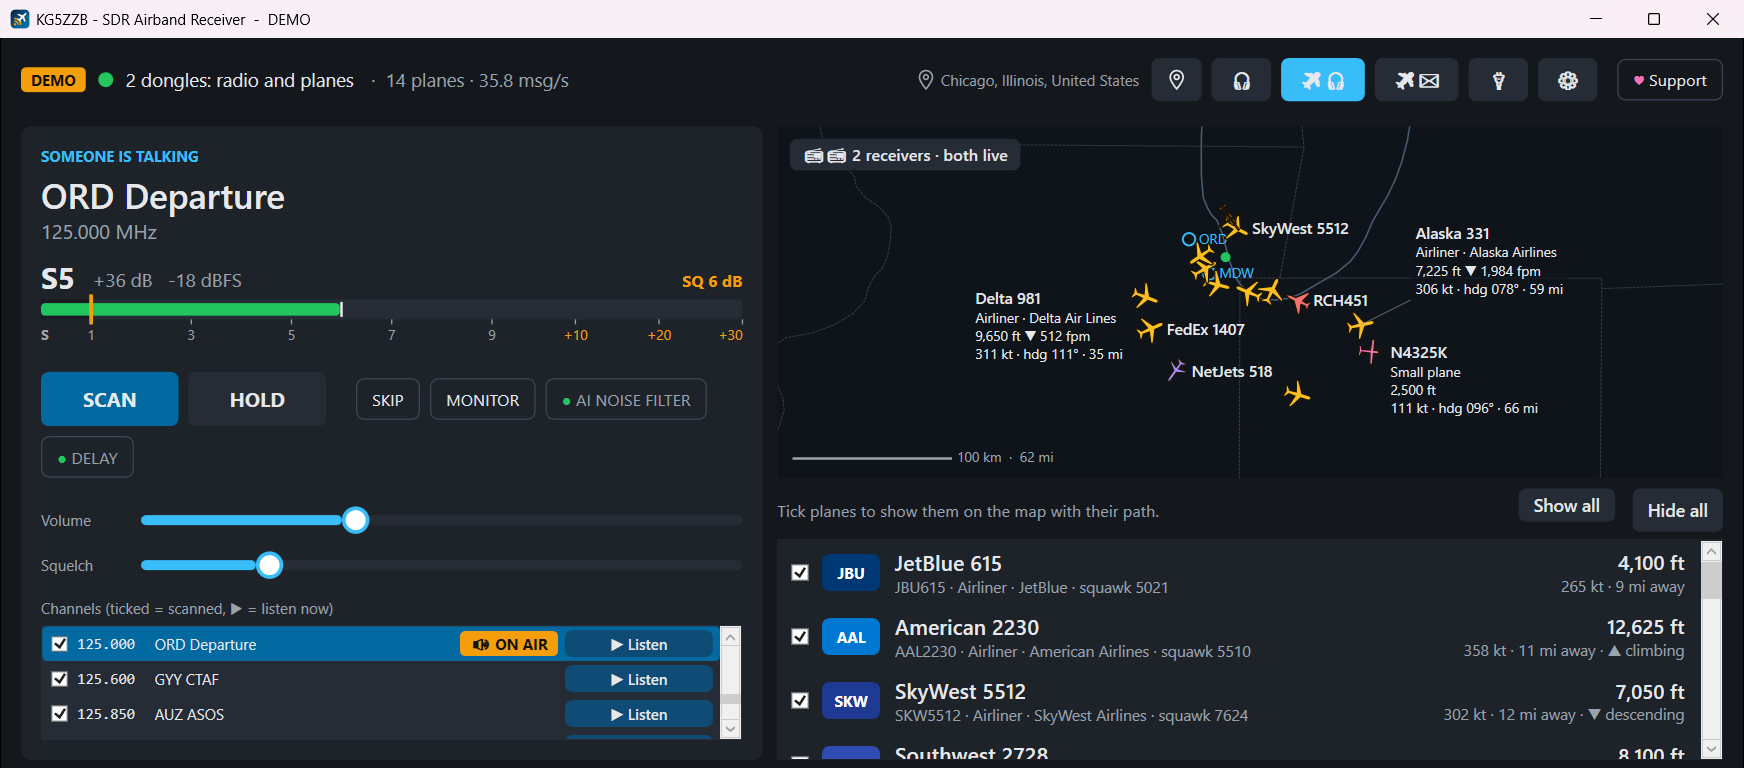 KG5ZZB - SDR Airband Receiver - DEMO
DEMO 2 dongles: radio and planes · 14 planes · 35.8 msg/s
Chicago, Illinois, United States
Support
SOMEONE IS TALKING
ORD Departure
125.000 MHz
S5 +36 dB -18 dBFS SQ 6 dB
S 1 3 5 7 9 +10 +20 +30
SCAN HOLD SKIP MONITOR AI NOISE FILTER
DELAY
Volume
Squelch
Channels (ticked = scanned, ▶ = listen now)
125.000 ORD Departure ON AIR ▶ Listen
125.600 GYY CTAF ▶ Listen
125.850 AUZ ASOS ▶ Listen
2 receivers · both live
SkyWest 5512
ORD
MDW
Alaska 331
Airliner · Alaska Airlines
7,225 ft ▼ 1,984 fpm
306 kt · hdg 078° · 59 mi
Delta 981
Airliner · Delta Air Lines
9,650 ft ▼ 512 fpm
311 kt · hdg 111° · 35 mi
RCH451
FedEx 1407
NetJets 518
N4325K
Small plane
2,500 ft
111 kt · hdg 096° · 66 mi
100 km · 62 mi
Tick planes to show them on the map with their path.
Show all Hide all
JBU JetBlue 615 4,100 ft
JBU615 · Airliner · JetBlue · squawk 5021 265 kt · 9 mi away
AAL American 2230 12,625 ft
AAL2230 · Airliner · American Airlines · squawk 5510 358 kt · 11 mi away · ▲ climbing
SKW SkyWest 5512 7,050 ft
SKW5512 · Airliner · SkyWest Airlines · squawk 7624 302 kt · 12 mi away · ▼ descending
Southwest 2728 8,100 ft